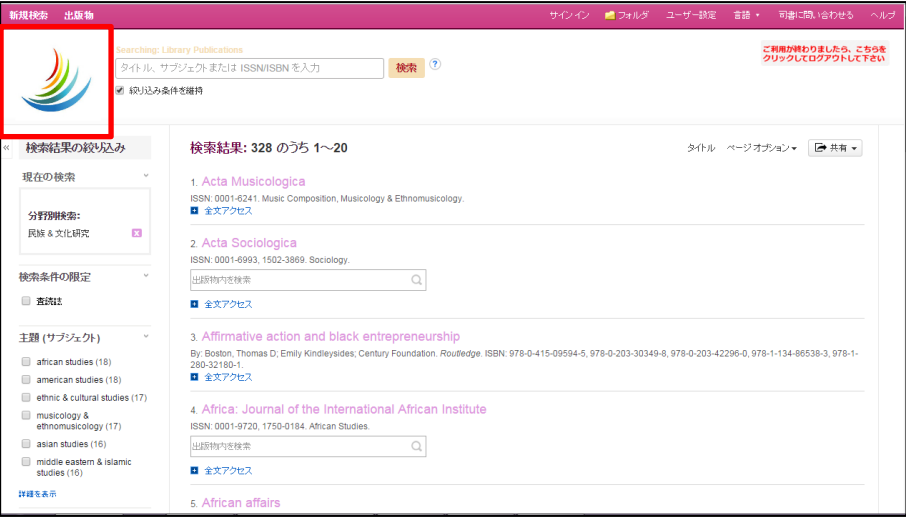 新規検索 出版物 サインイン フォルダ ユーザー設定 言語 司書に問い合わせる ヘルプ
Searching: Library Publications
タイトル、サブジェクトまたは ISSN/ISBN を入力 検索 ?
絞り込み条件を維持
ご利用が終わりましたら、こちらを
クリックしてログアウトして下さい
« 検索結果の絞り込み
現在の検索
分野別検索:
民族 & 文化研究 x
検索条件の限定
査読誌
主題 (サブジェクト)
african studies (18)
american studies (18)
ethnic & cultural studies (17)
musicology &
ethnomusicology (17)
asian studies (16)
middle eastern & islamic
studies (16)
詳細を表示
検索結果: 328 のうち 1～20
タイトル ページ オプション 共有
1. Acta Musicologica
ISSN: 0001-6241. Music Composition, Musicology & Ethnomusicology.
全文アクセス
2. Acta Sociologica
ISSN: 0001-6993, 1502-3869. Sociology.
出版物内を検索
全文アクセス
3. Affirmative action and black entrepreneurship
By: Boston, Thomas D; Emily Kindleysides; Century Foundation. Routledge. ISBN: 978-0-415-09594-5, 978-0-203-30349-8, 978-0-203-42296-0, 978-1-134-86538-3, 978-1-
280-32180-1.
全文アクセス
4. Africa: Journal of the International African Institute
ISSN: 0001-9720, 1750-0184. African Studies.
出版物内を検索
全文アクセス
5. African affairs